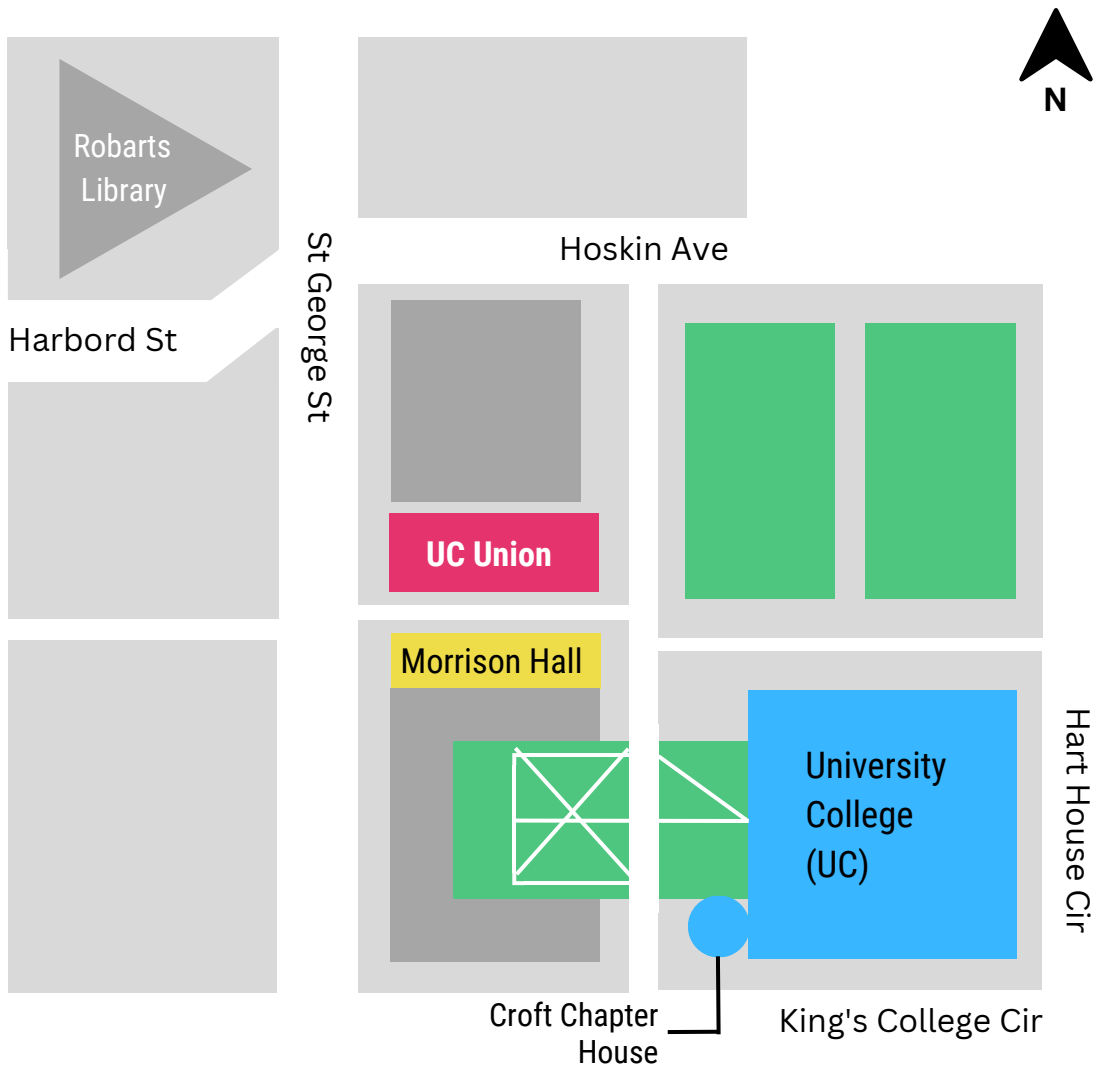 N
Robarts
Library
Hoskin Ave
St George St
Harbord St
UC Union
Morrison Hall
University
College
(UC)
Hart House Cir
Croft Chapter
House
King's College Cir